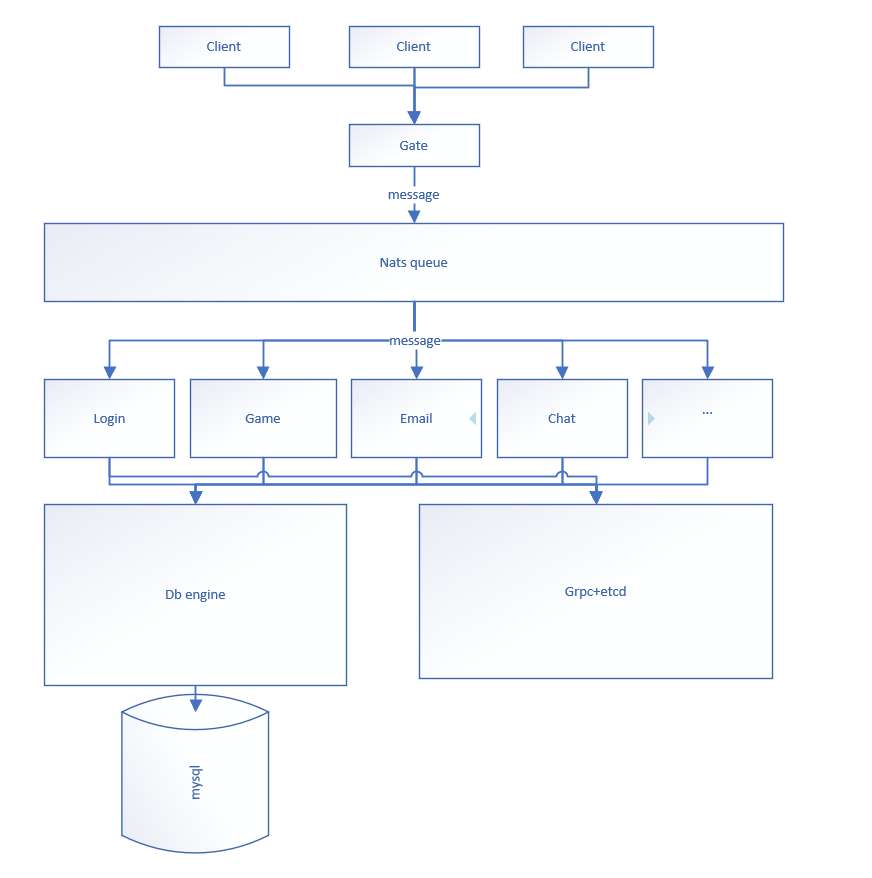 Client
Client
Client
Gate
message
Nats queue
message
Login
Game
Email
Chat
...
Db engine
Grpc+etcd
mysql